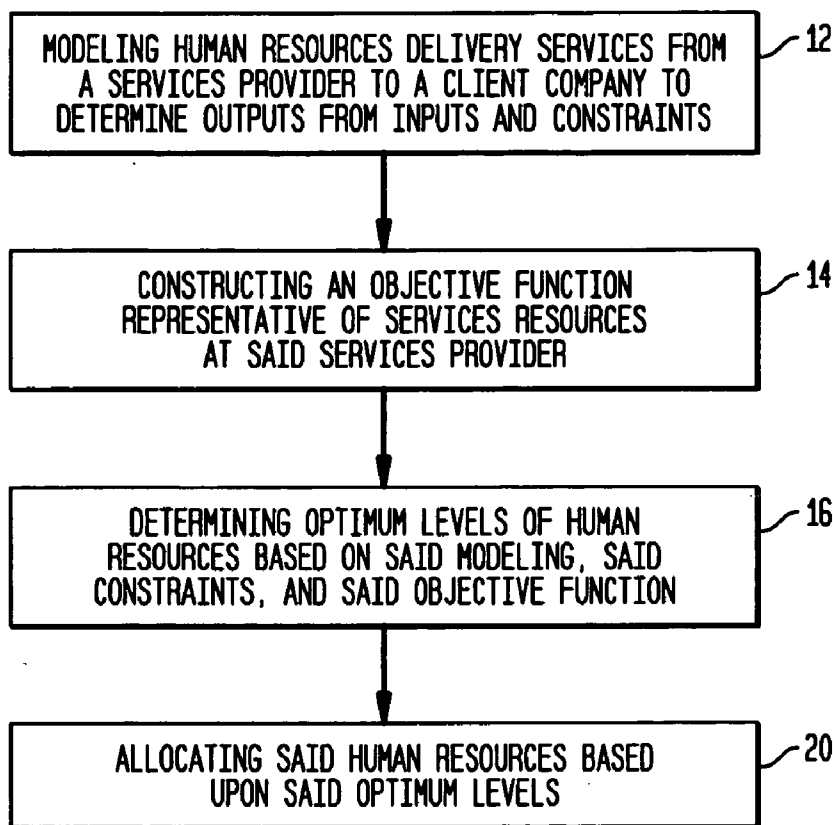 MODELING HUMAN RESOURCES DELIVERY SERVICES FROM
A SERVICES PROVIDER TO A CLIENT COMPANY TO
DETERMINE OUTPUTS FROM INPUTS AND CONSTRAINTS
12
CONSTRUCTING AN OBJECTIVE FUNCTION
REPRESENTATIVE OF SERVICES RESOURCES
AT SAID SERVICES PROVIDER
14
DETERMINING OPTIMUM LEVELS OF HUMAN
RESOURCES BASED ON SAID MODELING, SAID
CONSTRAINTS, AND SAID OBJECTIVE FUNCTION
16
ALLOCATING SAID HUMAN RESOURCES BASED
UPON SAID OPTIMUM LEVELS
20